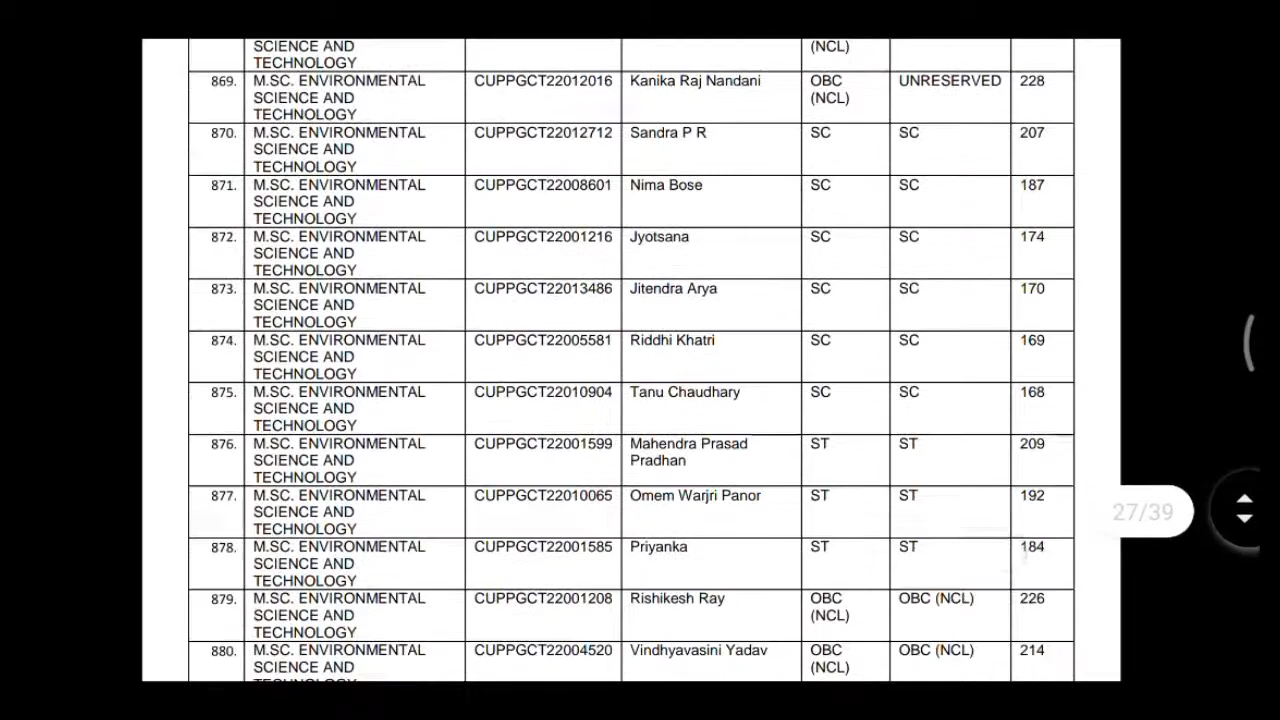 SCIENCE AND (NCL)
TECHNOLOGY
869. M.SC. ENVIRONMENTAL CUPPGCT22012016 Kanika Raj Nandani OBC UNRESERVED 228
SCIENCE AND (NCL)
TECHNOLOGY
870. M.SC. ENVIRONMENTAL CUPPGCT22012712 Sandra P R SC SC 207
SCIENCE AND
TECHNOLOGY
871. M.SC. ENVIRONMENTAL CUPPGCT22008601 Nima Bose SC SC 187
SCIENCE AND
TECHNOLOGY
872. M.SC. ENVIRONMENTAL CUPPGCT22001216 Jyotsana SC SC 174
SCIENCE AND
TECHNOLOGY
873. M.SC. ENVIRONMENTAL CUPPGCT22013486 Jitendra Arya SC SC 170
SCIENCE AND
TECHNOLOGY
874. M.SC. ENVIRONMENTAL CUPPGCT22005581 Riddhi Khatri SC SC 169
SCIENCE AND
TECHNOLOGY
875. M.SC. ENVIRONMENTAL CUPPGCT22010904 Tanu Chaudhary SC SC 168
SCIENCE AND
TECHNOLOGY
876. M.SC. ENVIRONMENTAL CUPPGCT22001599 Mahendra Prasad ST ST 209
SCIENCE AND Pradhan
TECHNOLOGY
877. M.SC. ENVIRONMENTAL CUPPGCT22010065 Omem Warjri Panor ST ST 192
SCIENCE AND
TECHNOLOGY
27/39
878. M.SC. ENVIRONMENTAL CUPPGCT22001585 Priyanka ST ST 184
SCIENCE AND
TECHNOLOGY
879. M.SC. ENVIRONMENTAL CUPPGCT22001208 Rishikesh Ray OBC OBC (NCL) 226
SCIENCE AND (NCL)
TECHNOLOGY
880. M.SC. ENVIRONMENTAL CUPPGCT22004520 Vindhyavasini Yadav OBC OBC (NCL) 214
SCIENCE AND (NCL)
TECHNOLOGY